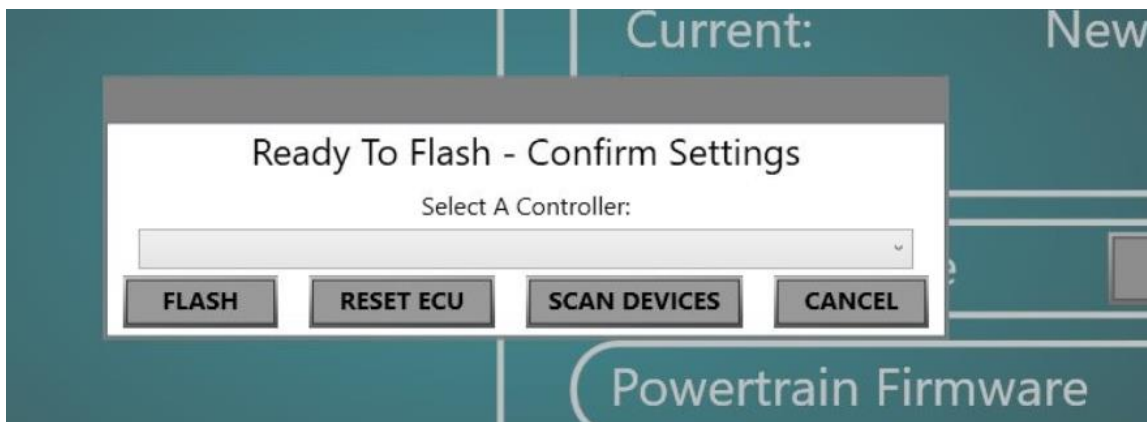 Current: New
Ready To Flash - Confirm Settings
Select A Controller:
FLASH RESET ECU SCAN DEVICES CANCEL
Powertrain Firmware